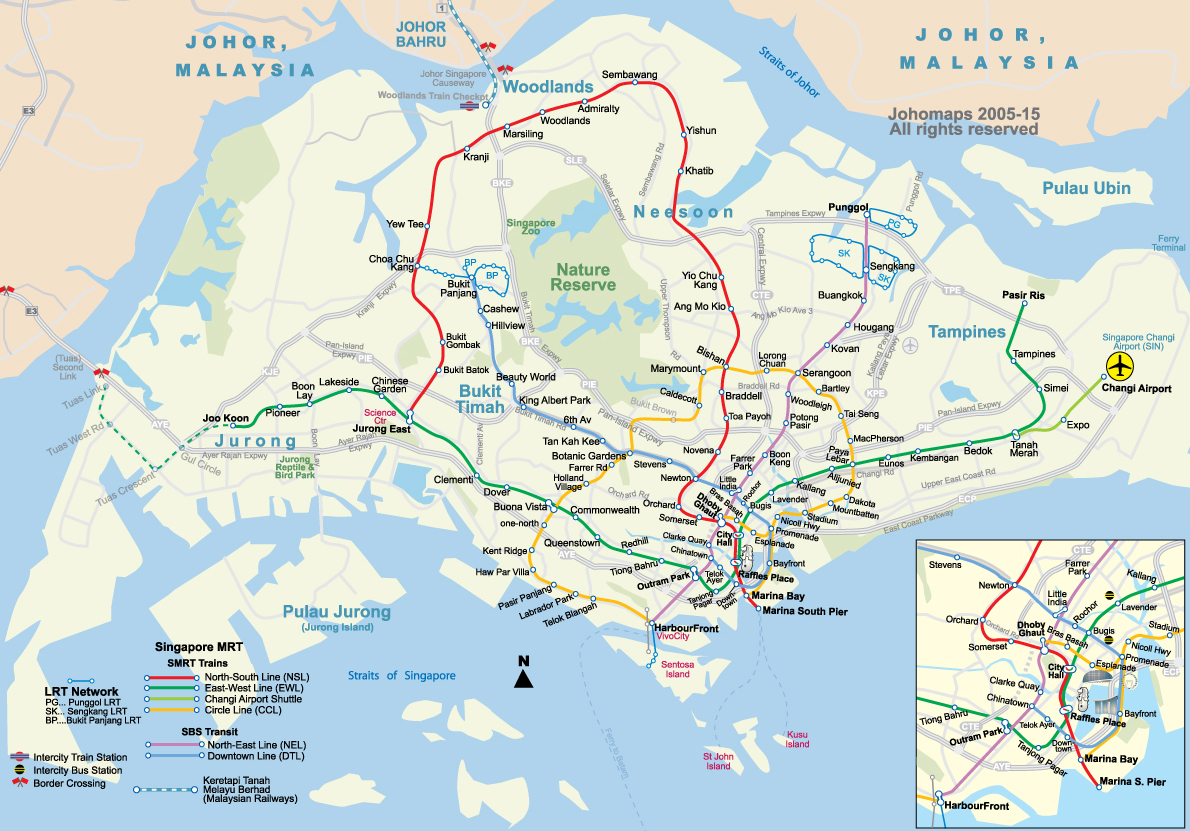 JOHOR,
MALAYSIA
JOHOR
BAHRU
1
Johor Singapore
Causeway
Woodlands Train Checkpt
Woodlands
Sembawang
Straits of Johor
JOHOR,
MALAYSIA
Johomaps 2005-15
All rights reserved
E3
Admiralty
Woodlands
Marsiling
Kranji
Yishun
Khatib
SLE
BKE
Seletar Expwy
Sembawang Rd
Neesoon
Punggol
Punggol Rd
Pulau Ubin
PG
Tampines Expwy
Yew Tee
Singapore
Zoo
Central Expwy
SK
Sengkang
SK
Ferry
Terminal
Choa Chu
Kang
BP
BP
Bukit
Panjang
Nature
Reserve
Yio Chu
Kang
Buangkok
TPE
Pasir Ris
E3
Kranji Expwy
Cashew
Hillview
Bukit Timah Expwy
Upper Thompson
Rd
Ang Mo Kio
CTE
Ang Mo Kio Ave 3
Hougang
Tampines
Bukit
Gombak
BKE
Kovan
Kallang Paya
Lebar Expwy
Singapore Changi
Airport (SIN)
(Tuas)
Second
Link
Pan-Island
Expwy
PIE
Bishan
Lorong
Chuan
Tampines
Changi Airport
KJE
Bukit Batok
Beauty World
PIE
Marymount
Serangoon
Simei
Tuas Link
Boon
Lay
Lakeside
Chinese
Garden
Bukit
Timah
King Albert Park
Braddell Rd
Bartley
KPE
Caldecott
Braddell
Woodleigh
Bukit Brown
Pioneer
Joo Koon
Science
Ctr
Jurong East
Bukit Timah Rd
6th Av
Pan-Island Expwy
Toa Payoh
Potong
Pasir
Tai Seng
Pan-Island Expwy
PIE
Expo
Tuas West Rd
AYE
Jurong
Ayer Rajah
Expwy
Clementi Av
Tan Kah Kee
MacPherson
Tanah
Merah
Gul Circle
Ayer Rajah Expwy
Boon Lay
Botanic Gardens
Novena
Farrer
Park
Boon
Keng
Paya
Lebar
Bedok
Kembangan
Eunos
Jurong
Reptile &
Bird Park
Farrer Rd
Stevens
Changi Rd
Aljunied
Upper East Coast Rd
Tuas Crescent
Clementi
Dover
Holland
Village
Newton
Little
India
Rochor
Kallang
Lavender
Dakota
Mountbatten
ECP
Orchard Rd
Orchard
Bras Basah
Bugis
Buona Vista
Commonwealth
Somerset
Dhoby
Ghaut
Stadium
Nicoll Hwy
East Coast Parkway
one-north
Promenade
Clarke Quay
City
Hall
Esplanade
Queenstown
Redhill
Chinatown
Kent Ridge
AYE
Tiong Bahru
Bayfront
Haw Par Villa
Outram Park
Telok
Ayer
Raffles Place
Pasir Panjang
Tanjong
Pagar
Down-
town
Marina Bay
Labrador Park
Marina South Pier
Telok Blangah
Pulau Jurong
(Jurong Island)
HarbourFront
VivoCity
Sentosa
Island
Straits of Singapore
N
Kusu
Island
St John
Island
Ferry to Batam
Singapore MRT
SMRT Trains
North-South Line (NSL)
East-West Line (EWL)
Changi Airport Shuttle
Circle Line (CCL)
SBS Transit
North-East Line (NEL)
Downtown Line (DTL)
LRT Network
PG... Punggol LRT
SK... Sengkang LRT
BP....Bukit Panjang LRT
Intercity Train Station
Intercity Bus Station
Border Crossing
Keretapi Tanah
Melayu Berhad
(Malaysian Railways)
CTE
Stevens
Farrer
Park
Kallang
Newton
Little
India
Rochor
Lavender
Orchard
Orchard Rd
Dhoby
Ghaut
Bras Basah
Bugis
Stadium
Somerset
Nicoll Hwy
Promenade
City
Hall
Esplanade
ECP
Clarke Quay
Chinatown
Tiong Bahru
CTE
Telok Ayer
Raffles Place
Bayfront
Outram Park
Down
town
Tanjong Pagar
AYE
Marina Bay
Marina S. Pier
HarbourFront